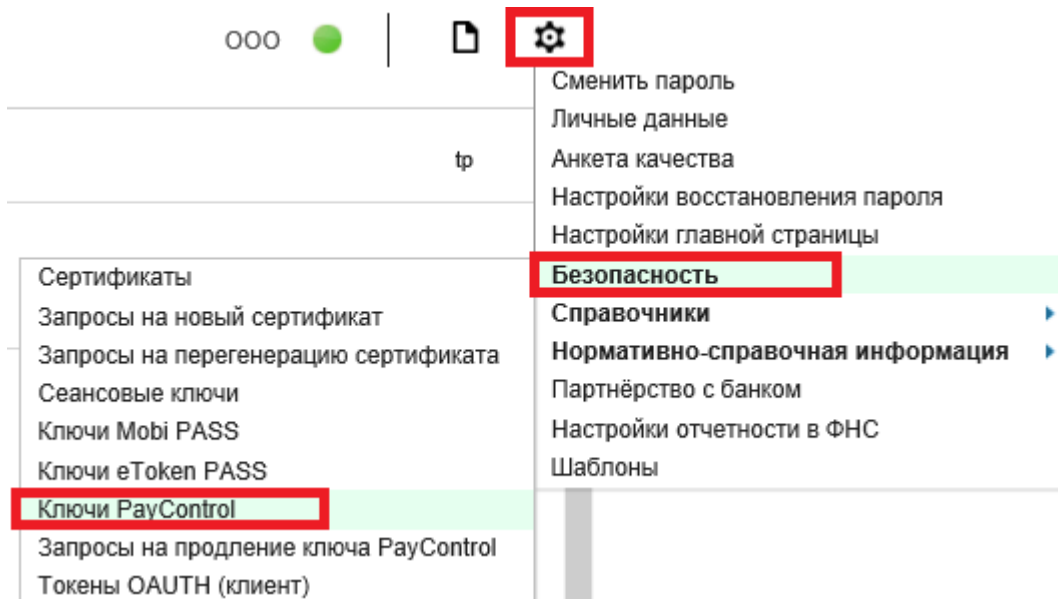 ООО
Сменить пароль
Личные данные
tp
Анкета качества
Настройки восстановления пароля
Настройки главной страницы
Безопасность
Справочники
Нормативно-справочная информация
Партнёрство с банком
Настройки отчетности в ФНС
Шаблоны
Сертификаты
Запросы на новый сертификат
Запросы на перегенерацию сертификата
Сеансовые ключи
Ключи Mobi PASS
Ключи eToken PASS
Ключи PayControl
Запросы на продление ключа PayControl
Токены OAUTH (клиент)